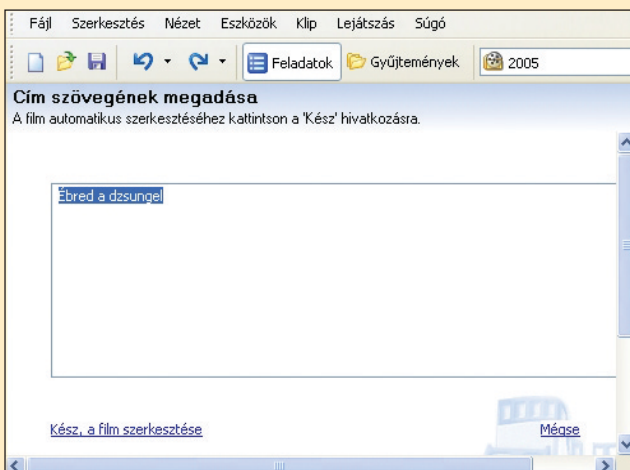 Fájl Szerkesztés Nézet Eszközök Klip Lejátszás Súgó
Feladatok Gyűjtemények 2005
Cím szövegének megadása
A film automatikus szerkesztéséhez kattintson a 'Kész' hivatkozásra.
Ébred a dzsungel
Kész, a film szerkesztése Mégse